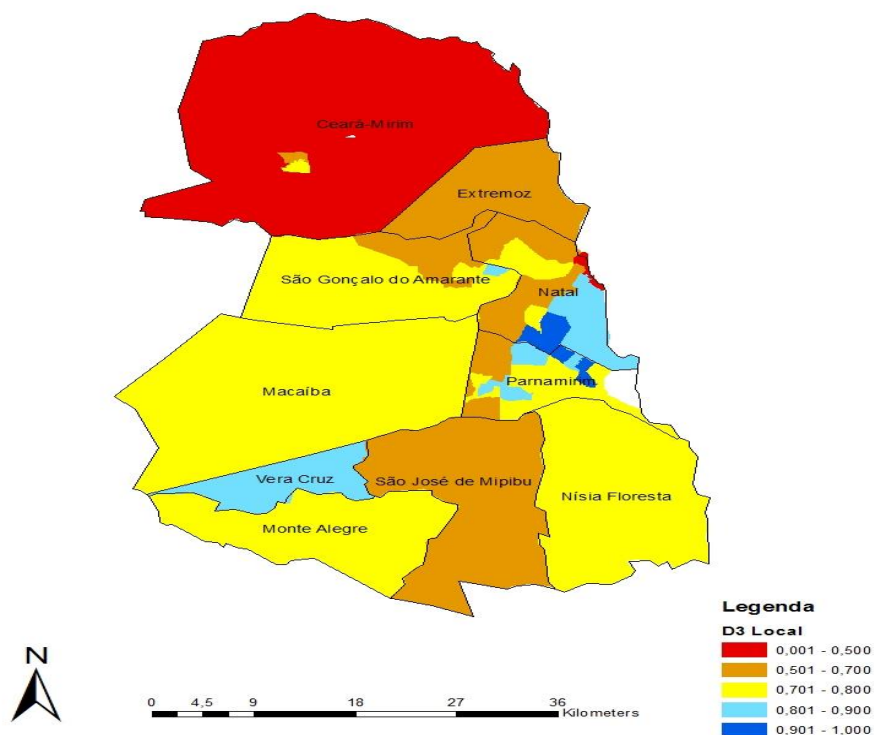 Ceará-Mirim
Extremoz
São Gonçalo do Amarante
Natal
Parnamirim
Macaíba
Vera Cruz
São José de Mipibu
Nísia Floresta
Monte Alegre
Legenda
D3 Local
0,001 - 0,500
0,501 - 0,700
0,701 - 0,800
0,801 - 0,900
0,901 - 1,000
N
0 4,5 9 18 27 36
Kilometers